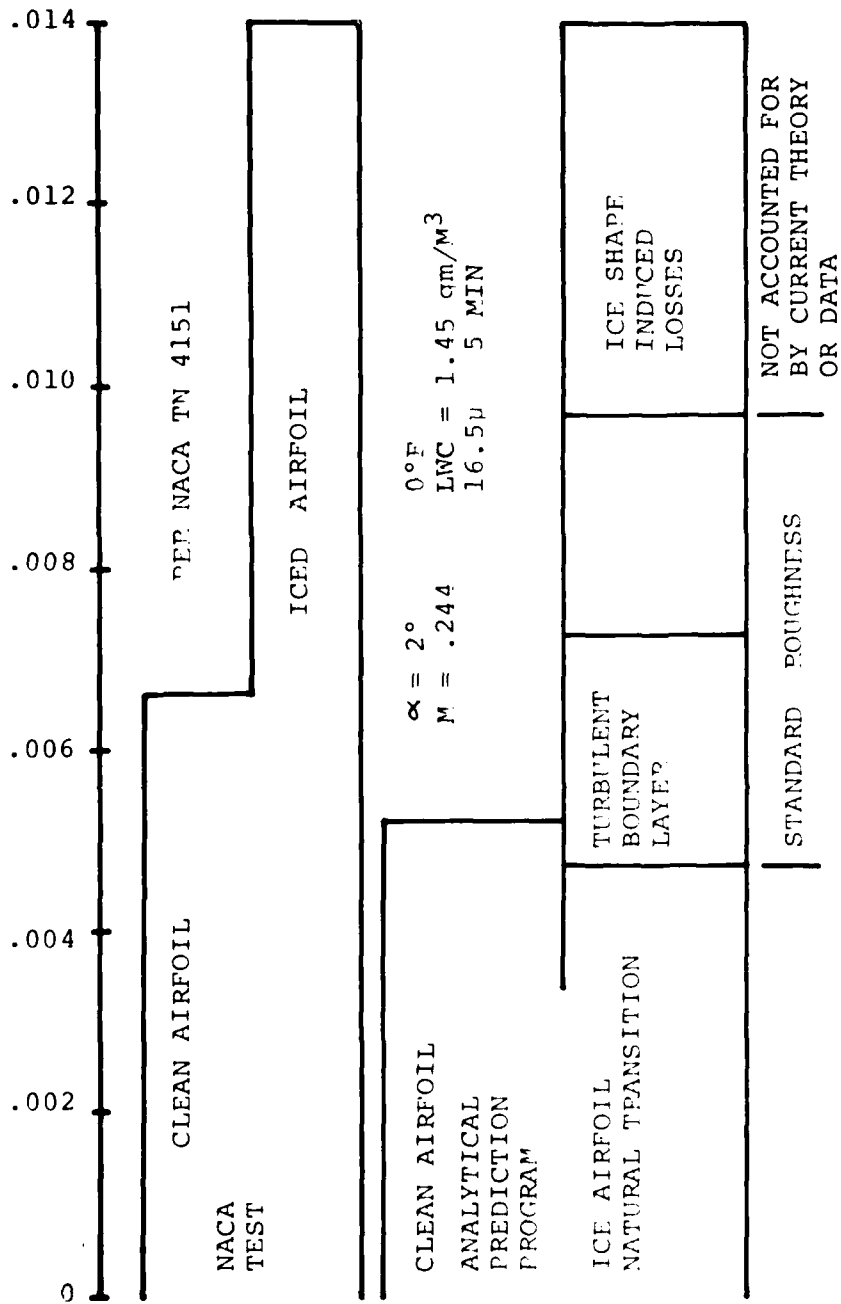 .014
.012
.010
.008
.006
.004
.002
0
CLEAN AIRFOIL
PER NACA TN 4151
NACA
TEST
ICED AIRFOIL
CLEAN AIRFOIL
ANALYTICAL
PREDICTION
PROGRAM
α = 2°
M = .244
0°F
LWC = 1.45 gm/M³
16.5μ 5 MIN
ICE AIRFOIL
NATURAL TRANSITION
TURBULENT
BOUNDARY
LAYER
ICE SHAPE
INDUCED
LOSSES
STANDARD ROUGHNESS
NOT ACCOUNTED FOR
BY CURRENT THEORY
OR DATA